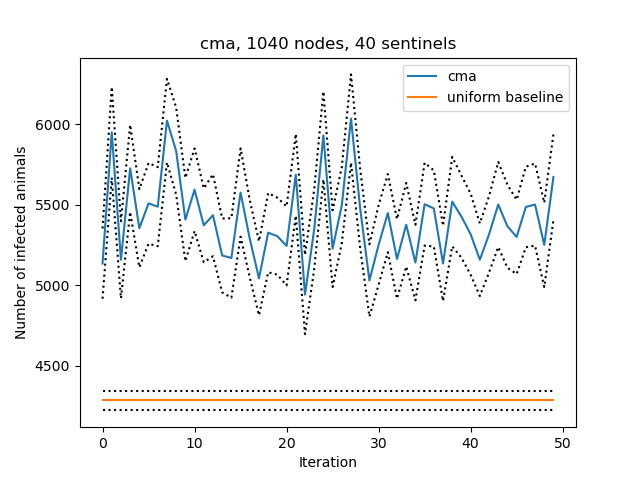 cma, 1040 nodes, 40 sentinels
cma
uniform baseline
Number of infected animals
6000
5500
5000
4500
0 10 20 30 40 50
Iteration